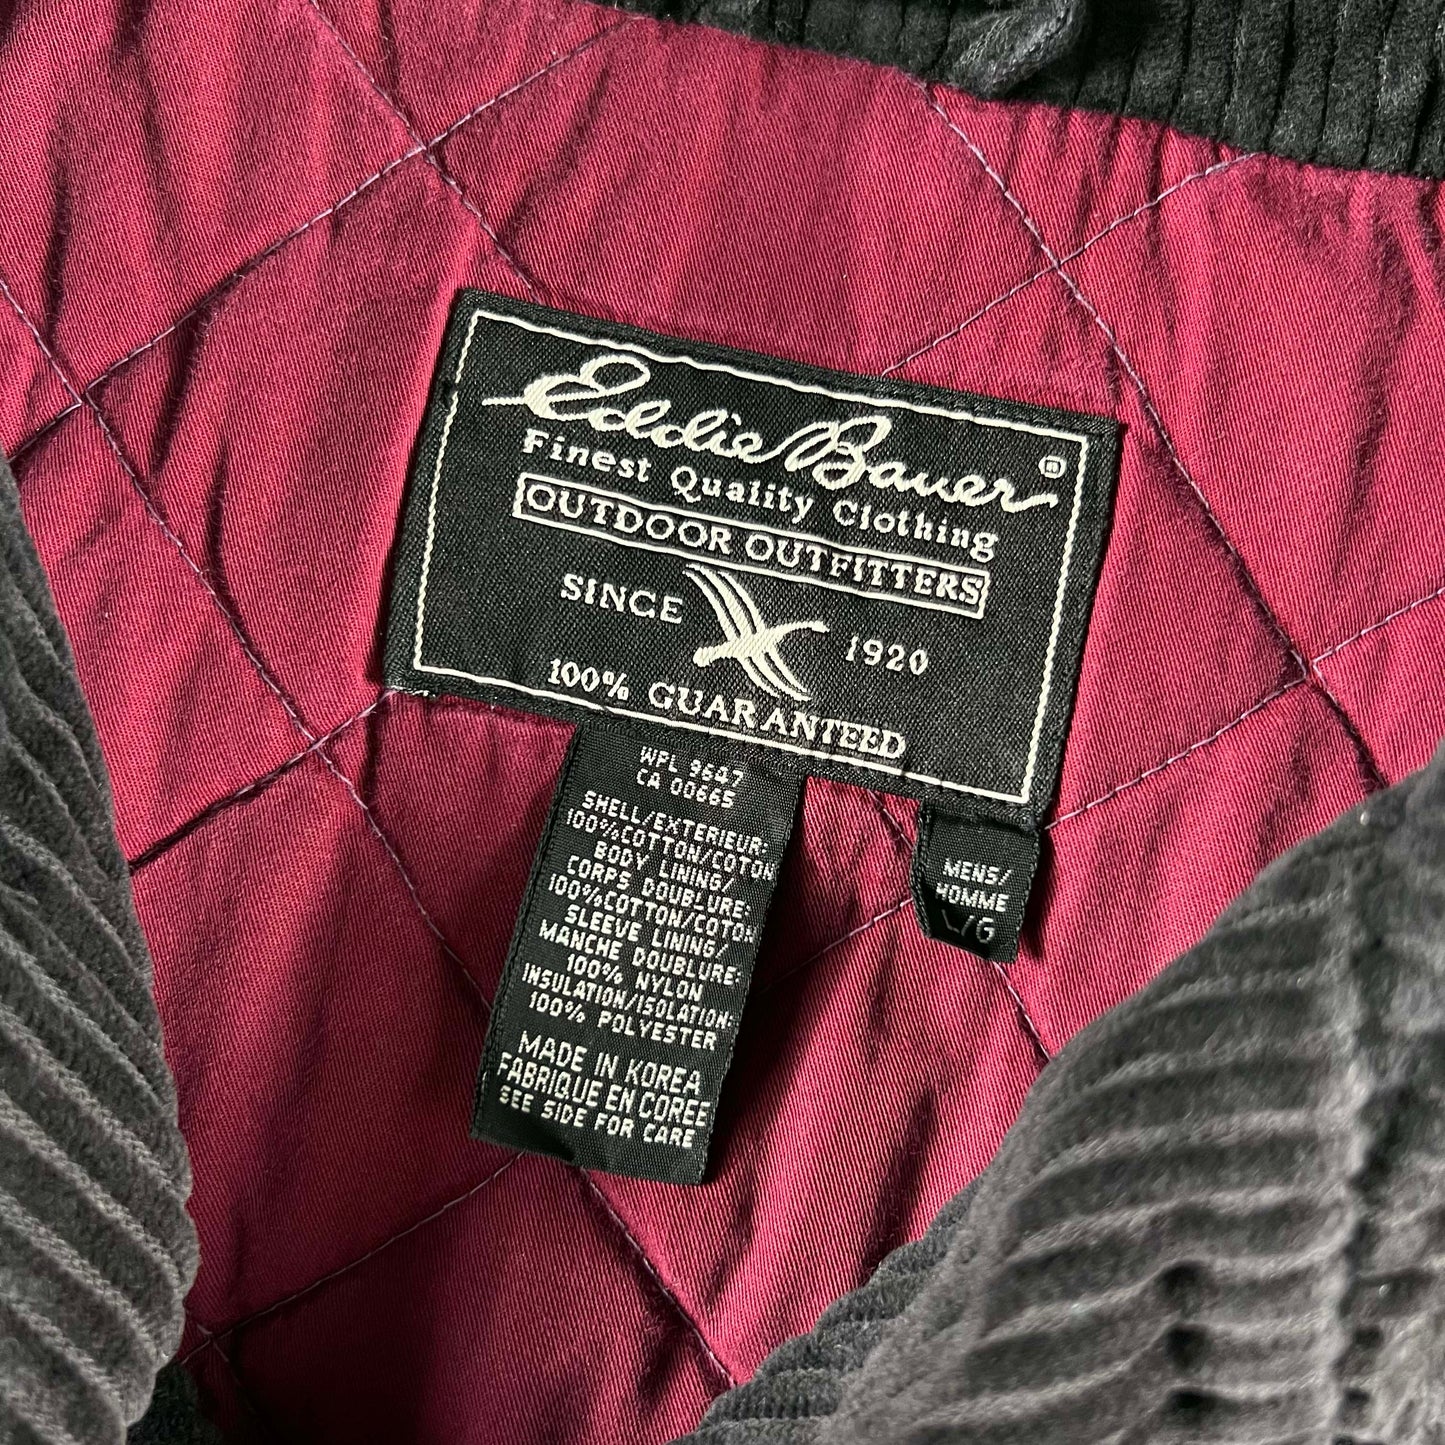 Eddie Bauer ®
Finest Quality Clothing
OUTDOOR OUTFITTERS
SINCE 1920
100% GUARANTEED
WPL 9647
CA 00665
SHELL/EXTERIEUR:
100%COTTON/COTON
BODY LINING/
CORPS DOUBLURE:
100%COTTON/COTON
SLEEVE LINING/
MANCHE DOUBLURE:
100% NYLON
INSULATION/ISOLATION:
100% POLYESTER
MADE IN KOREA
FABRIQUE EN COREE
SEE SIDE FOR CARE
MENS/
HOMME
L/G